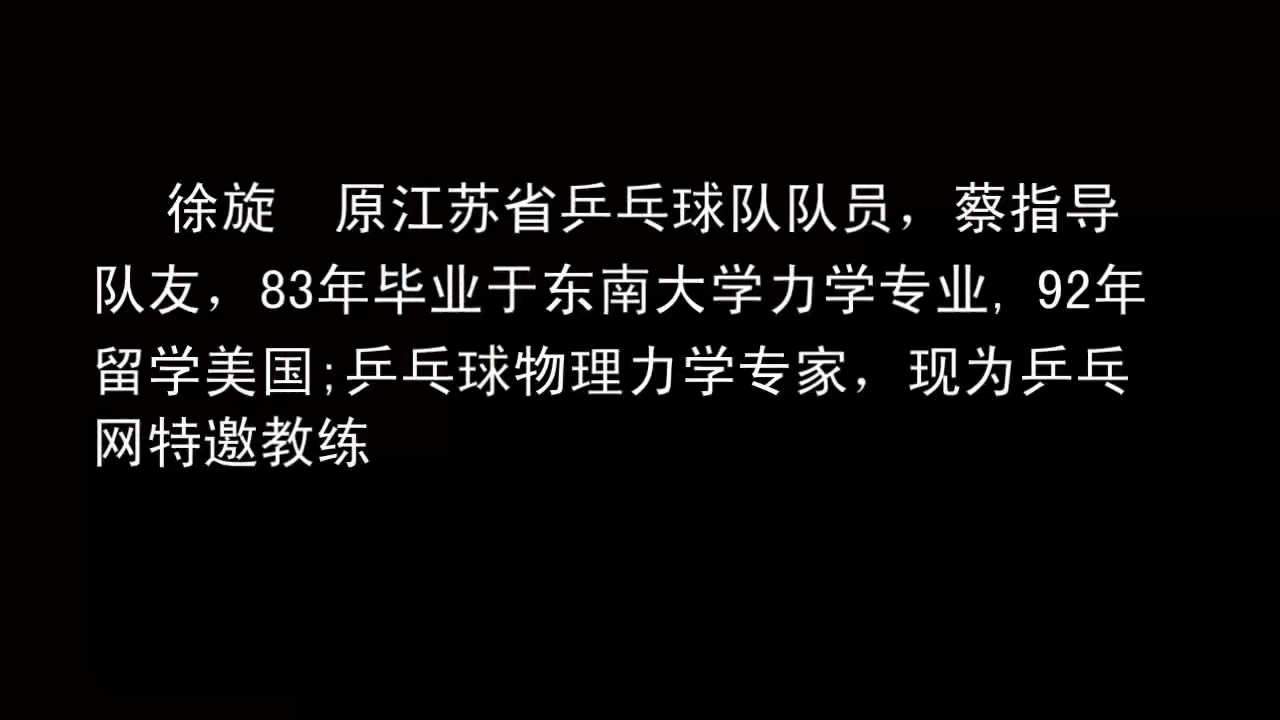 徐旋　原江苏省乒乓球队队员，蔡指导
队友，83年毕业于东南大学力学专业, 92年
留学美国;乒乓球物理力学专家，现为乒乓
网特邀教练